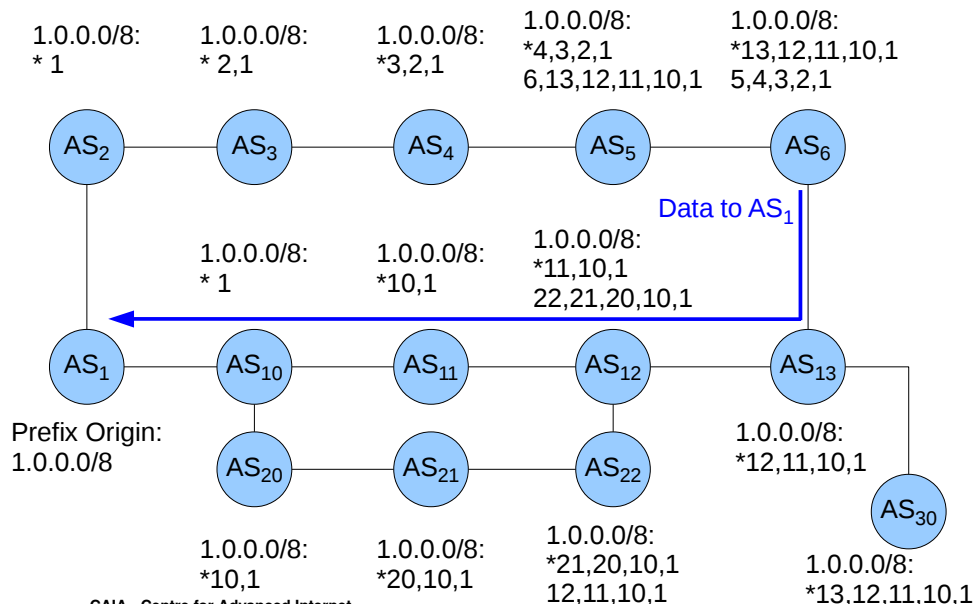 1.0.0.0/8:
* 1
1.0.0.0/8:
* 2,1
1.0.0.0/8:
*3,2,1
1.0.0.0/8:
*4,3,2,1
6,13,12,11,10,1
1.0.0.0/8:
*13,12,11,10,1
5,4,3,2,1
AS2
AS3
AS4
AS5
AS6
Data to AS1
1.0.0.0/8:
* 1
1.0.0.0/8:
*10,1
1.0.0.0/8:
*11,10,1
22,21,20,10,1
AS1
AS10
AS11
AS12
AS13
Prefix Origin:
1.0.0.0/8
1.0.0.0/8:
*12,11,10,1
AS20
AS21
AS22
AS30
1.0.0.0/8:
*10,1
1.0.0.0/8:
*20,10,1
1.0.0.0/8:
*21,20,10,1
12,11,10,1
1.0.0.0/8:
*13,12,11,10,1
Centre for Advanced Internet